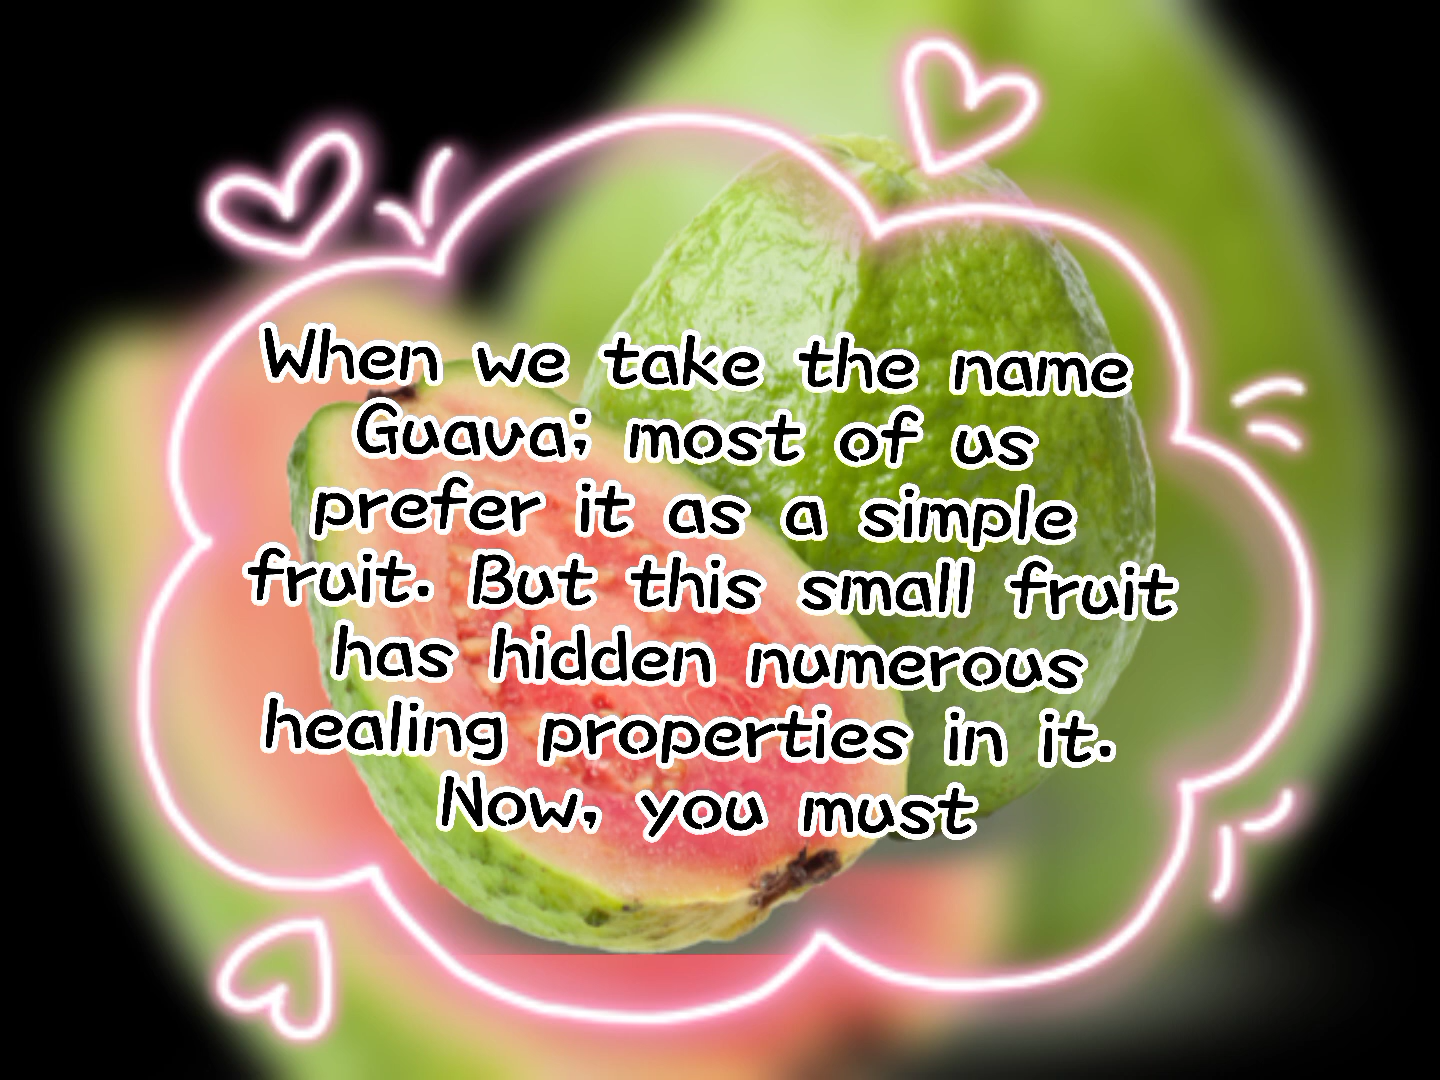 When we take the name
Guava; most of us
prefer it as a simple
fruit. But this small fruit
has hidden numerous
healing properties in it.
Now, you must